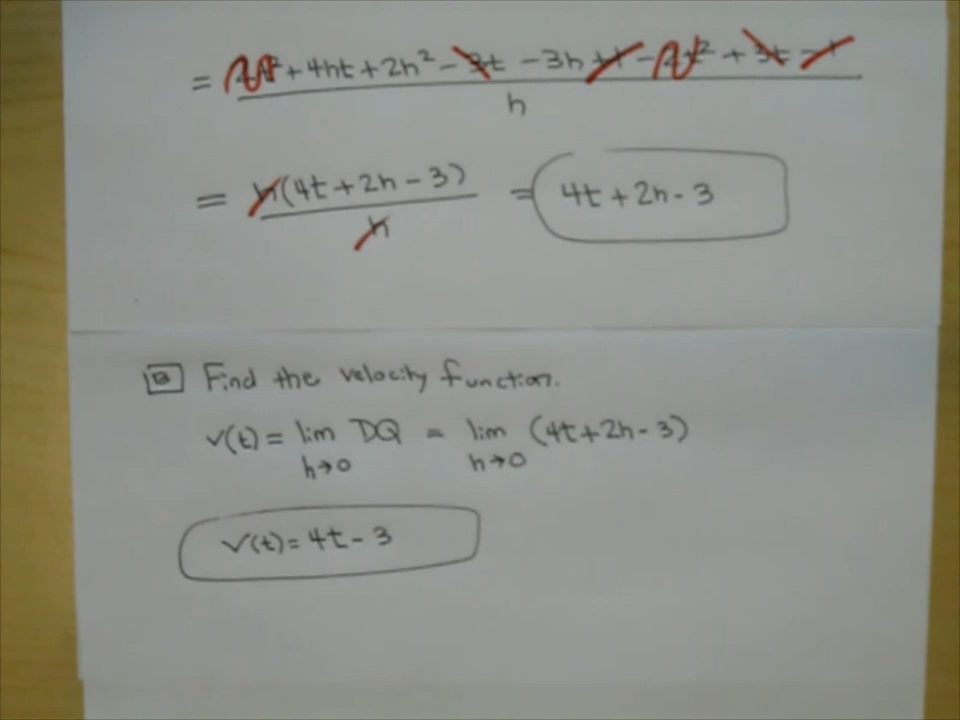 = 2t² + 4ht + 2h² - 3t - 3h + 1 - 2t² + 3t - 1
h
= h(4t + 2h - 3) = 4t + 2h - 3
h
B Find the velocity function.
v(t) = lim DQ = lim (4t + 2h - 3)
h→0 h→0
v(t) = 4t - 3